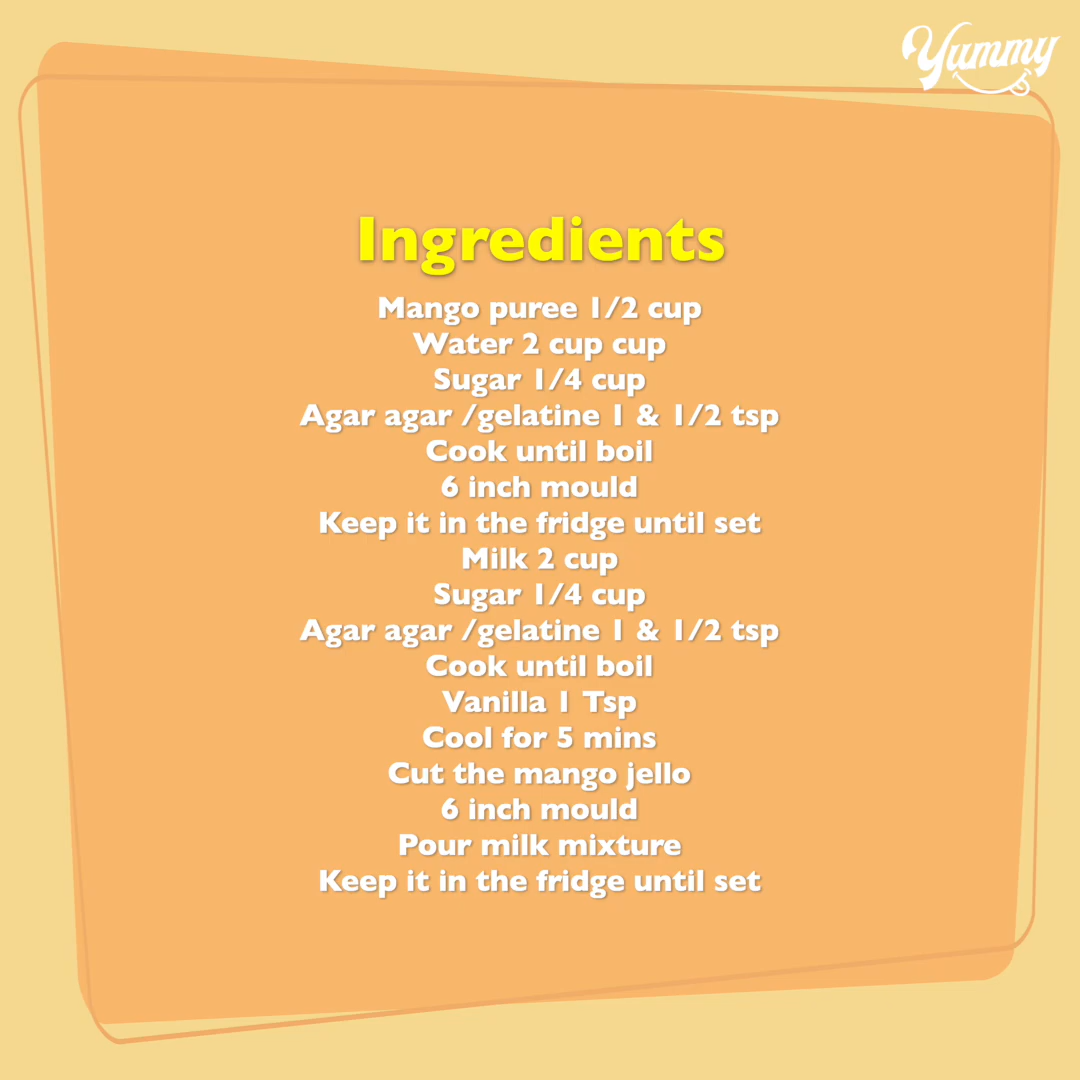 Yummy
Ingredients
Mango puree 1/2 cup
Water 2 cup cup
Sugar 1/4 cup
Agar agar /gelatine 1 & 1/2 tsp
Cook until boil
6 inch mould
Keep it in the fridge until set
Milk 2 cup
Sugar 1/4 cup
Agar agar /gelatine 1 & 1/2 tsp
Cook until boil
Vanilla 1 Tsp
Cool for 5 mins
Cut the mango jello
6 inch mould
Pour milk mixture
Keep it in the fridge until set